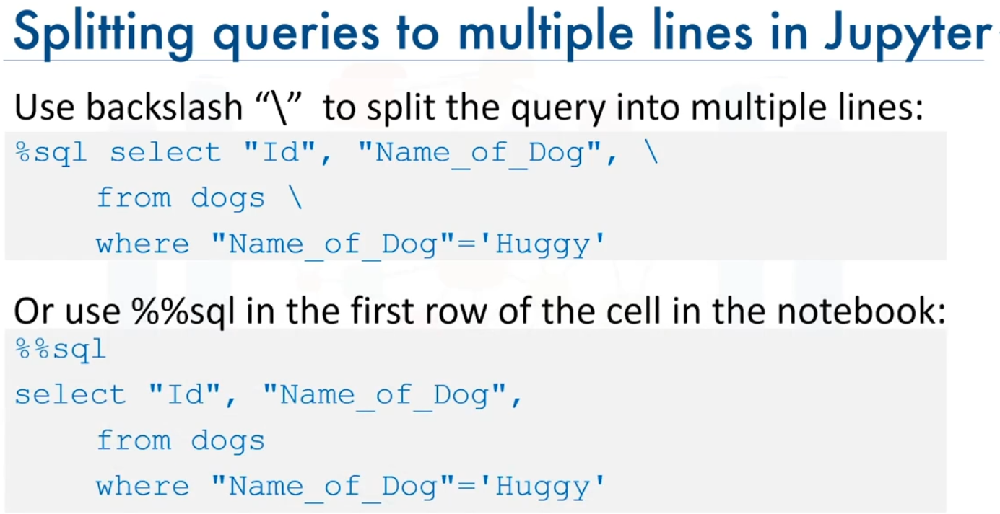 Splitting queries to multiple lines in Jupyter
Use backslash “\” to split the query into multiple lines:
%sql select "Id", "Name_of_Dog", \
from dogs \
where "Name_of_Dog"='Huggy'
Or use %%sql in the first row of the cell in the notebook:
%%sql
select "Id", "Name_of_Dog",
from dogs
where "Name_of_Dog"='Huggy'